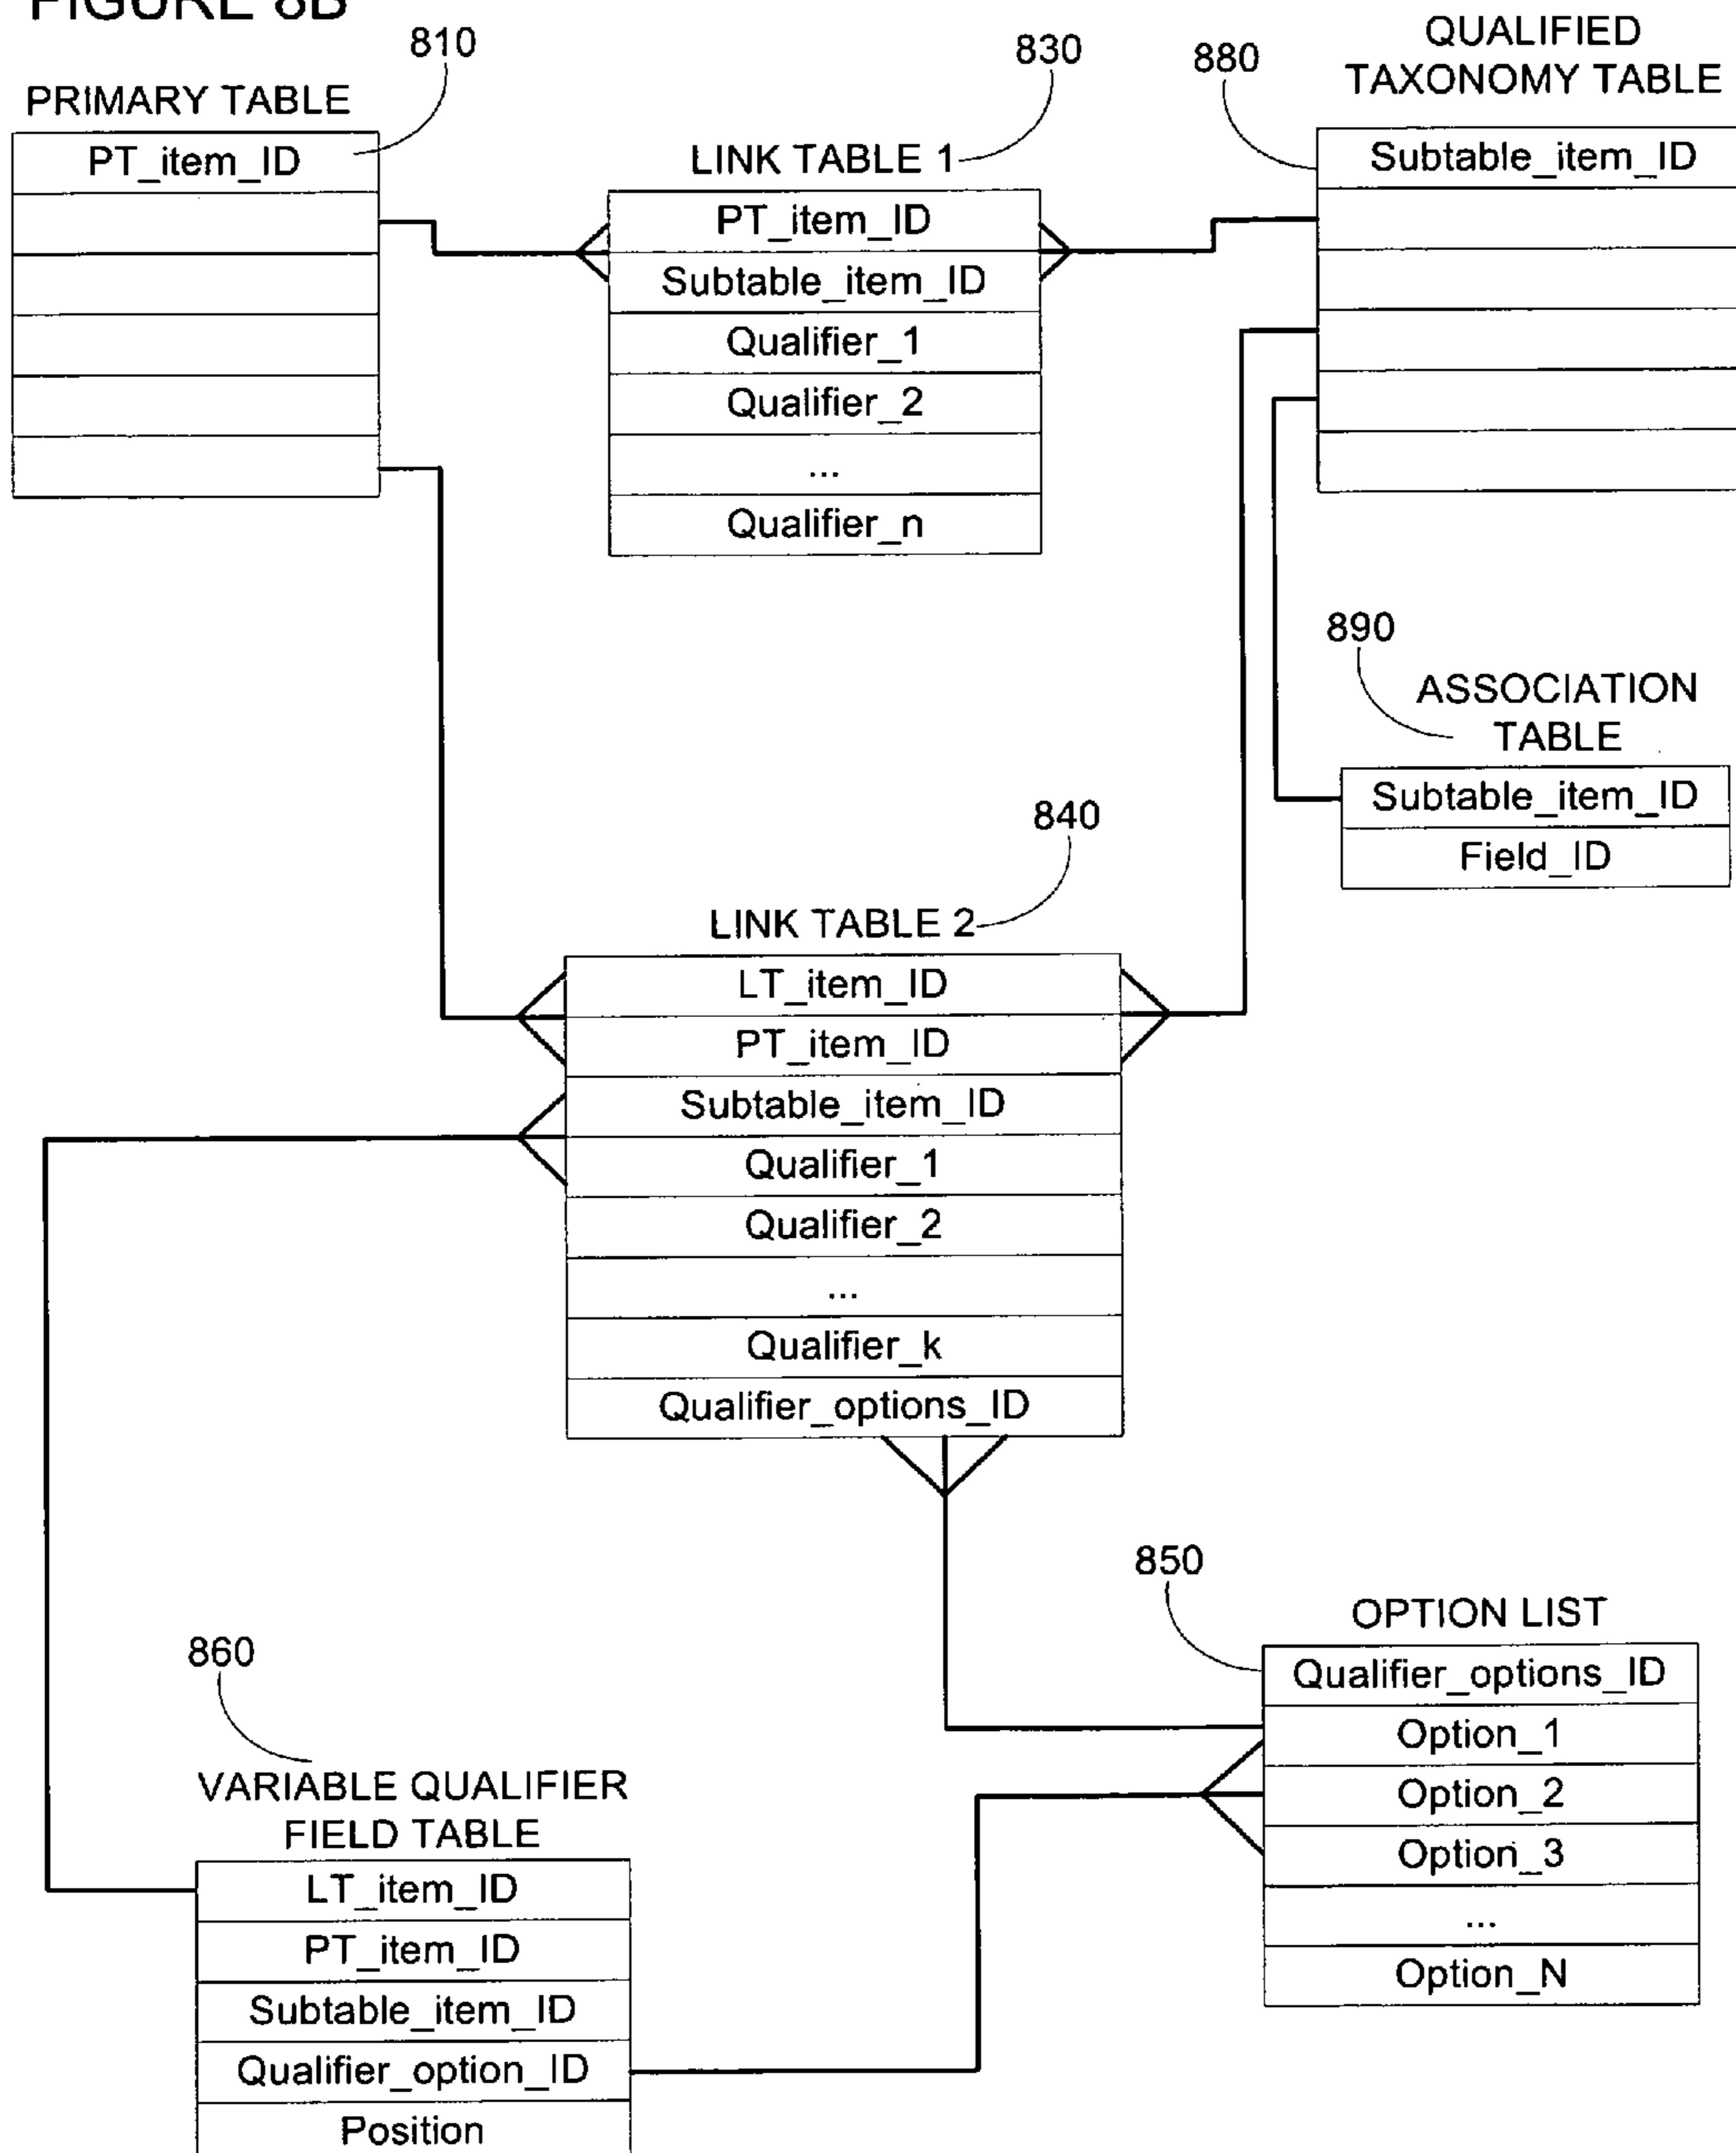 FIGURE 8B
810
PRIMARY TABLE
PT_item_ID
830
LINK TABLE 1
PT_item_ID
Subtable_item_ID
Qualifier_1
Qualifier_2
...
Qualifier_n
880
QUALIFIED
TAXONOMY TABLE
Subtable_item_ID
890
ASSOCIATION
TABLE
Subtable_item_ID
Field_ID
840
LINK TABLE 2
LT_item_ID
PT_item_ID
Subtable_item_ID
Qualifier_1
Qualifier_2
...
Qualifier_k
Qualifier_options_ID
850
OPTION LIST
Qualifier_options_ID
Option_1
Option_2
Option_3
...
Option_N
860
VARIABLE QUALIFIER
FIELD TABLE
LT_item_ID
PT_item_ID
Subtable_item_ID
Qualifier_option_ID
Position